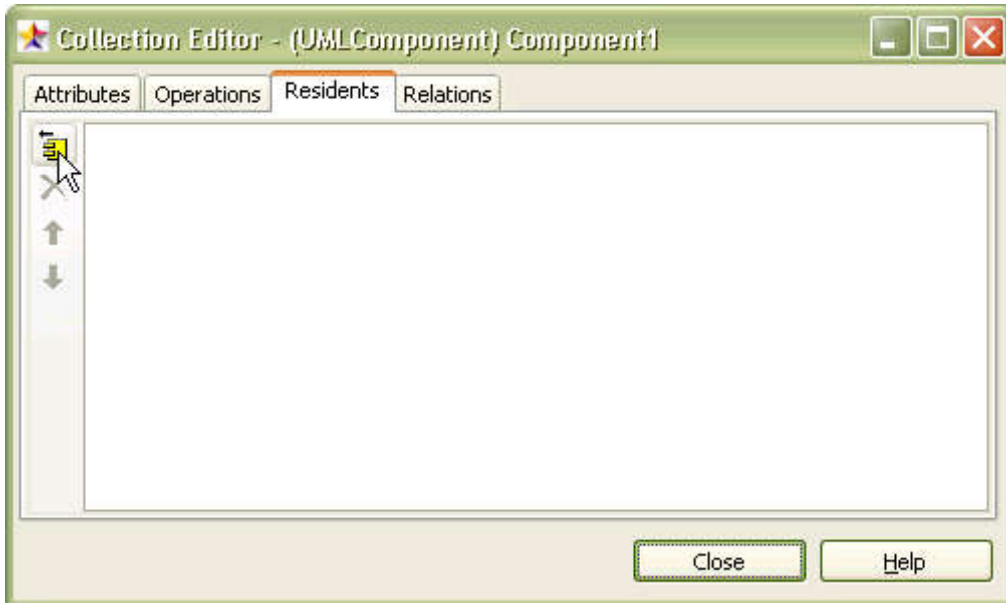 Collection Editor - (UMLComponent) Component1
Attributes Operations Residents Relations
Close Help